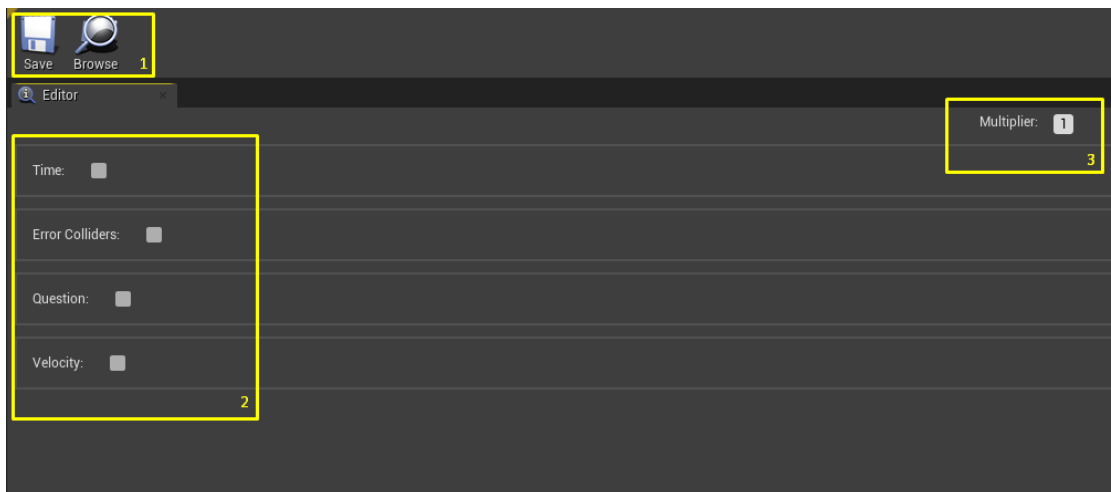 Save Browse 1
Editor ×
Multiplier: 1
3
Time:
Error Colliders:
Question:
Velocity:
2